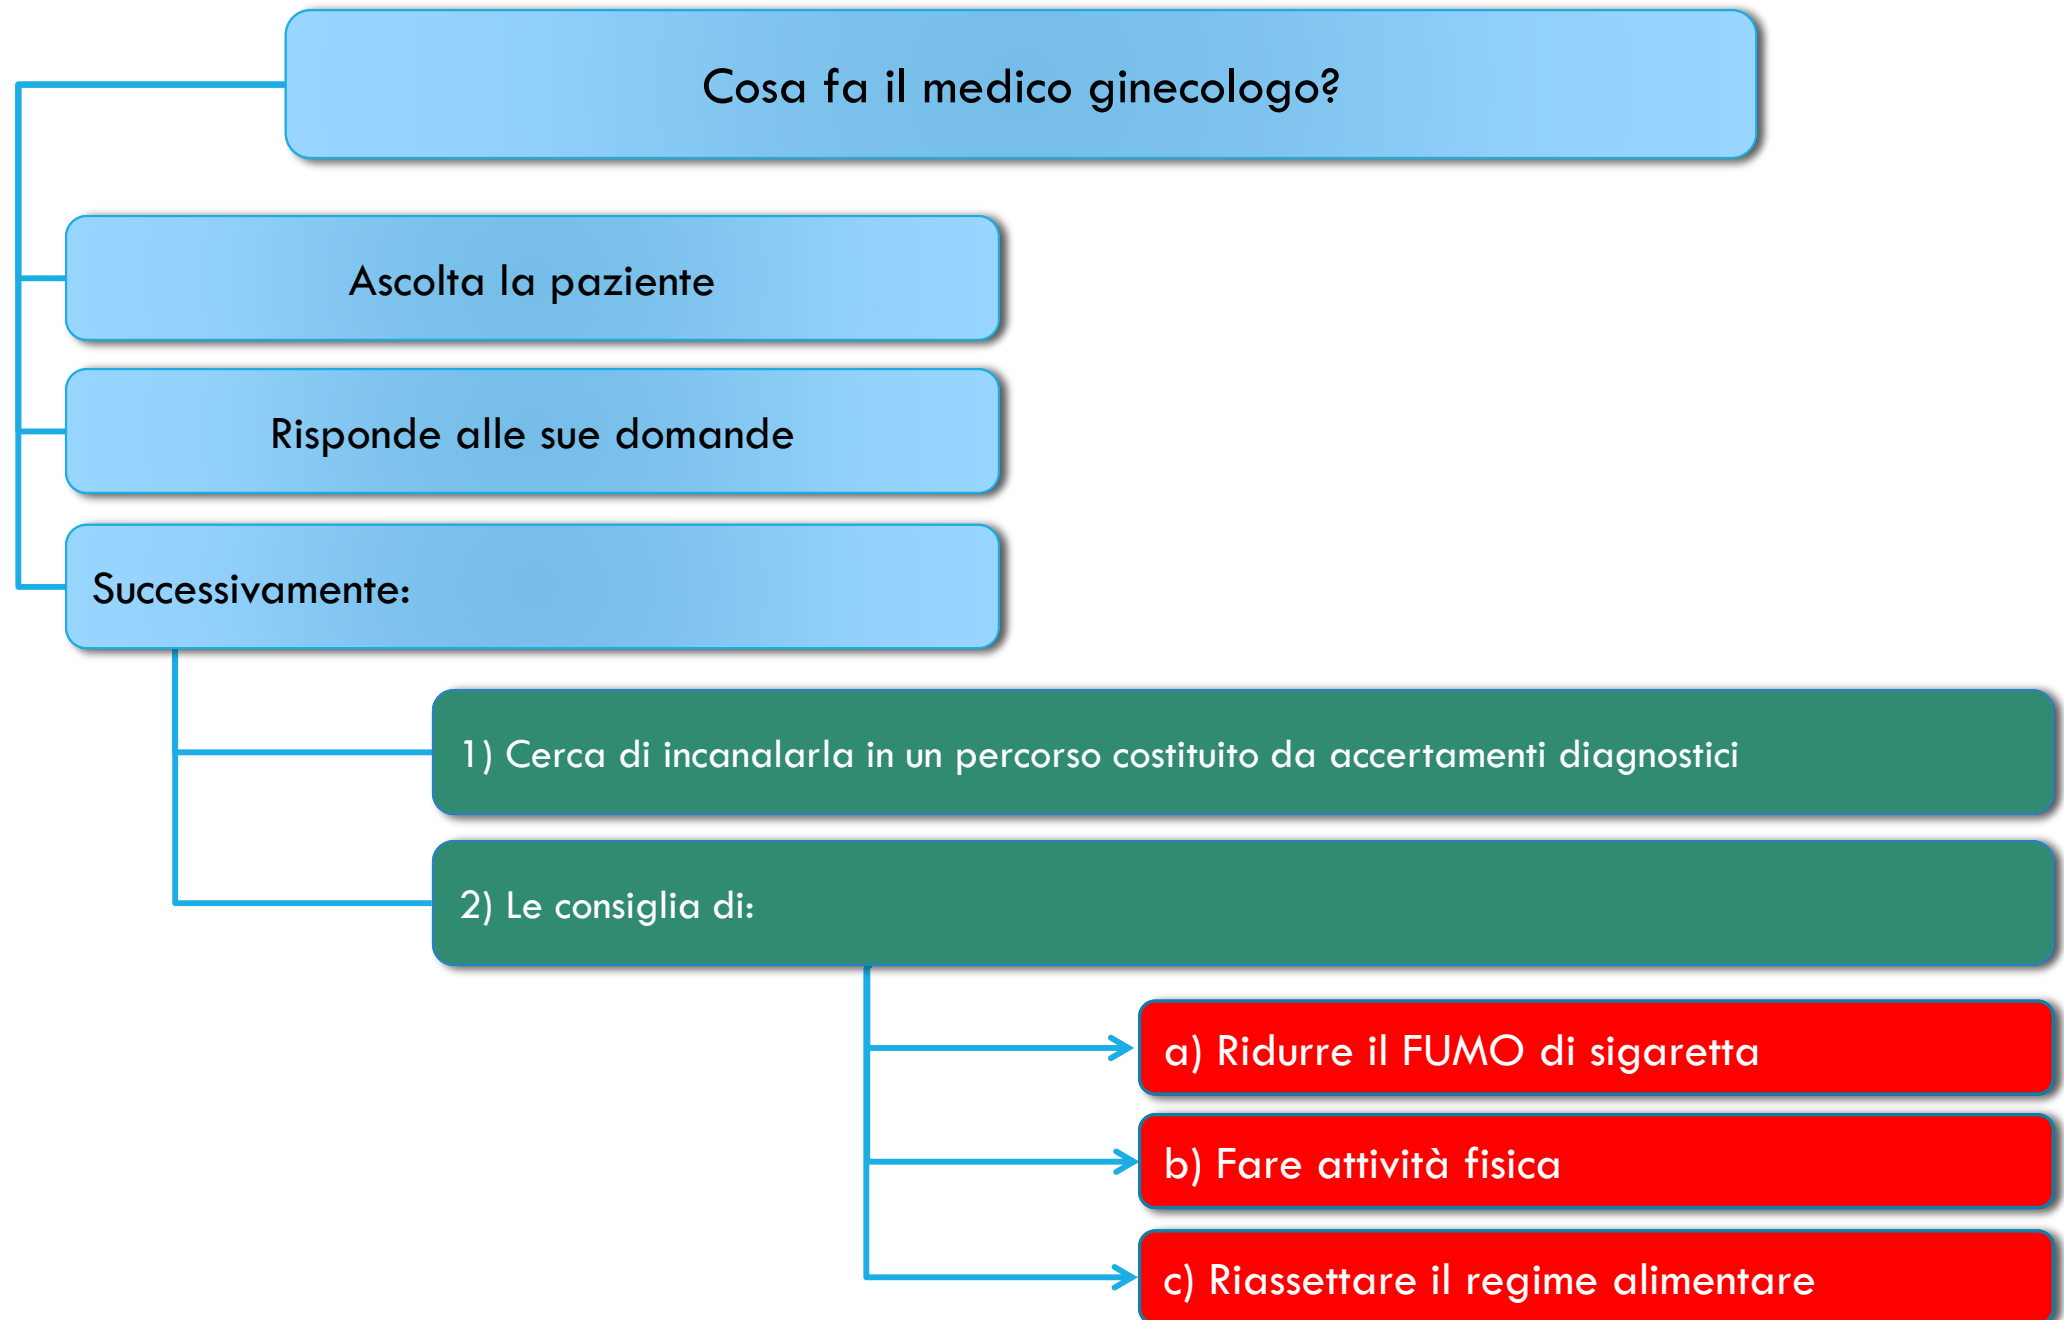 Cosa fa il medico ginecologo?
Ascolta la paziente
Risponde alle sue domande
Successivamente:
1) Cerca di incanalarla in un percorso costituito da accertamenti diagnostici
2) Le consiglia di:
a) Ridurre il FUMO di sigaretta
b) Fare attività fisica
c) Riassettare il regime alimentare